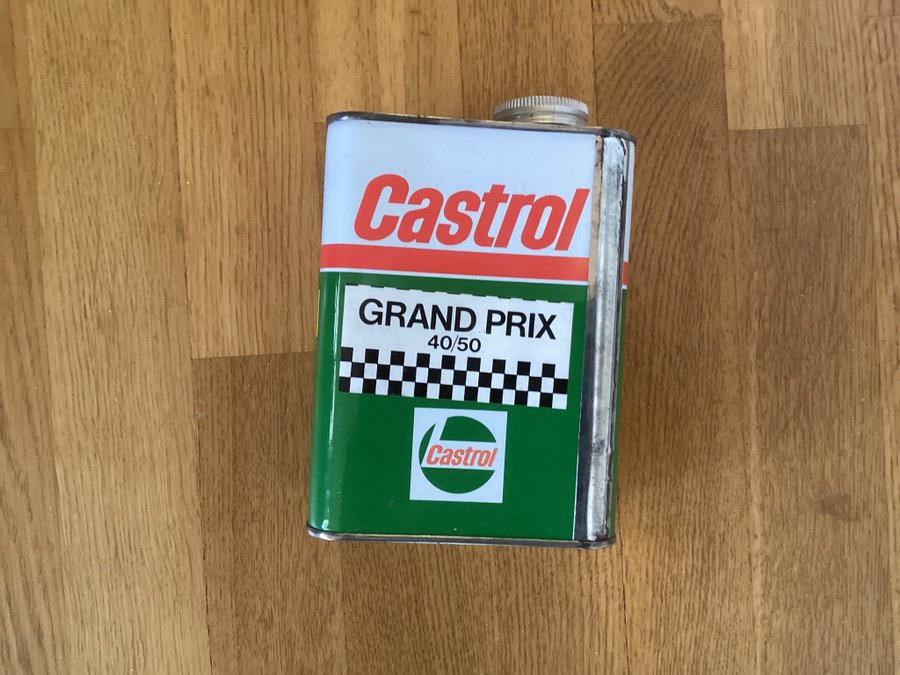 Castrol
GRAND PRIX
40/50
Castrol